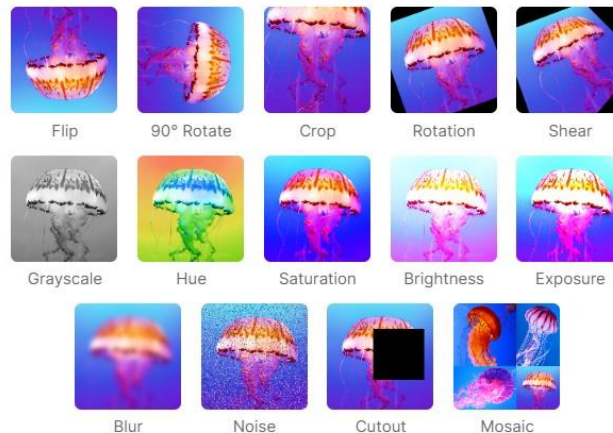 Flip
90° Rotate
Crop
Rotation
Shear
Grayscale
Hue
Saturation
Brightness
Exposure
Blur
Noise
Cutout
Mosaic